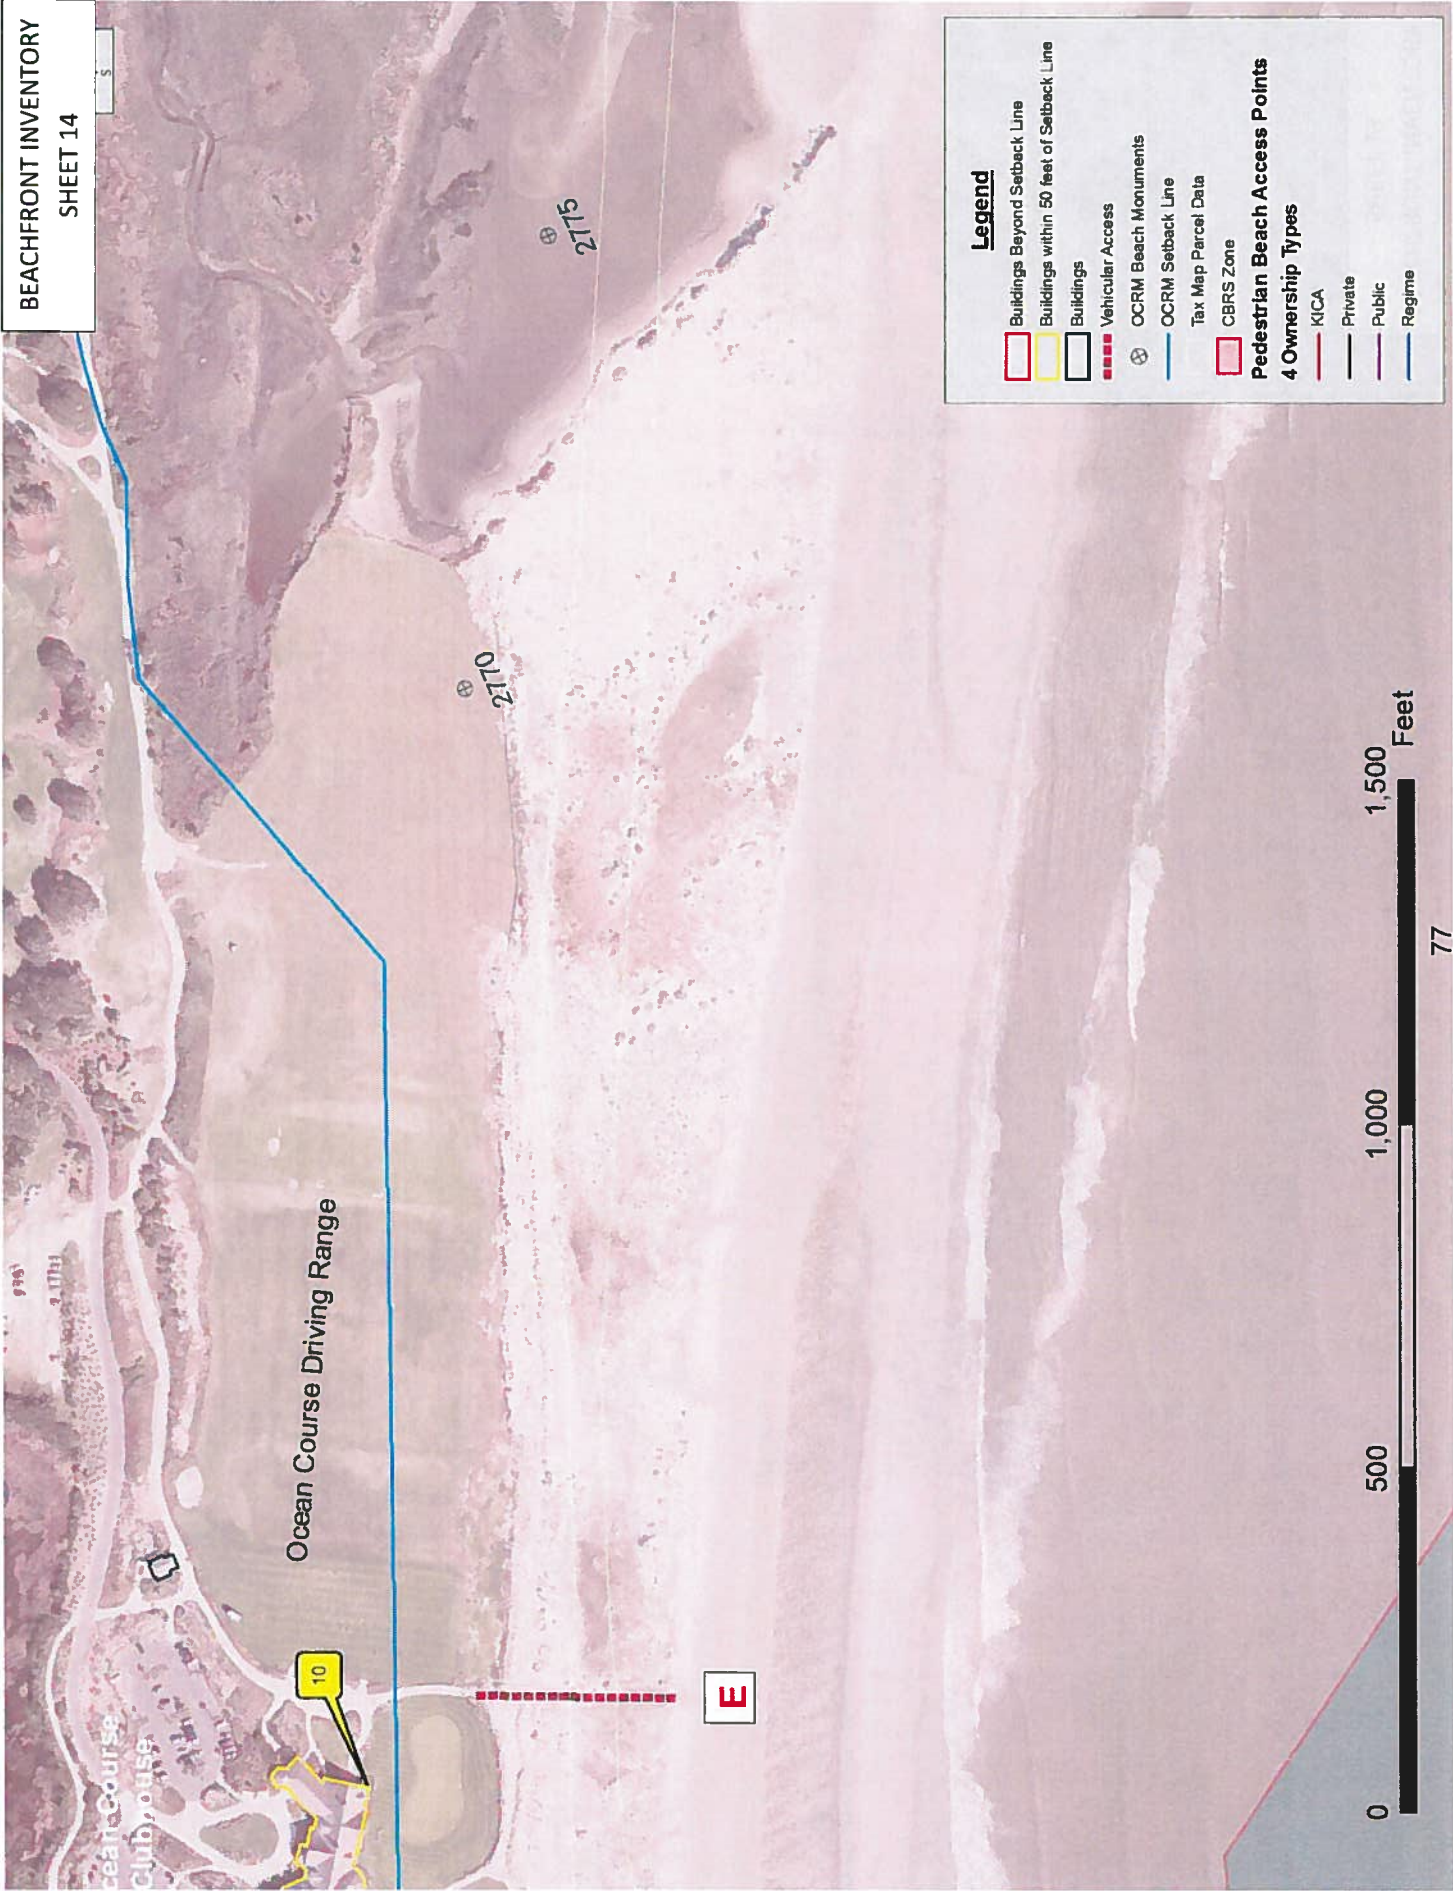 BEACHFRONT INVENTORY
SHEET 14
S
2775
2770
Ocean Course Driving Range
10
cean Course
Clubhouse
E
Legend
Buildings Beyond Setback Line
Buildings within 50 feet of Setback Line
Buildings
Vehicular Access
OCRM Beach Monuments
OCRM Setback Line
Tax Map Parcel Data
CBRS Zone
Pedestrian Beach Access Points
4 Ownership Types
KICA
Private
Public
Regime
0 500 1,000 1,500
Feet
77